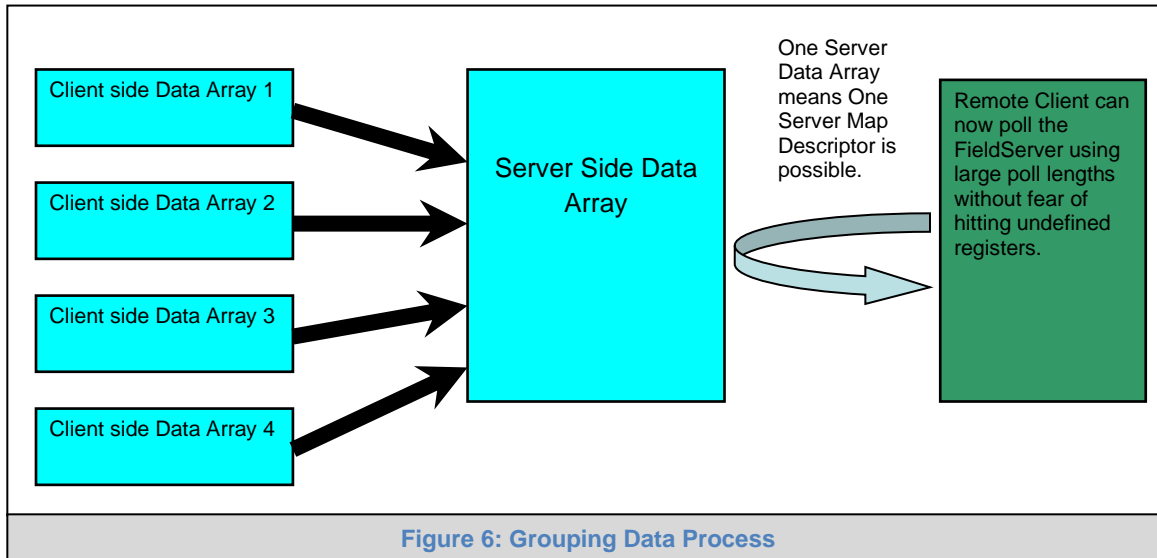 Client side Data Array 1
Client side Data Array 2
Client side Data Array 3
Client side Data Array 4
Server Side Data
Array
One Server
Data Array
means One
Server Map
Descriptor is
possible.
Remote Client can
now poll the
FieldServer using
large poll lengths
without fear of
hitting undefined
registers.
Figure 6: Grouping Data Process